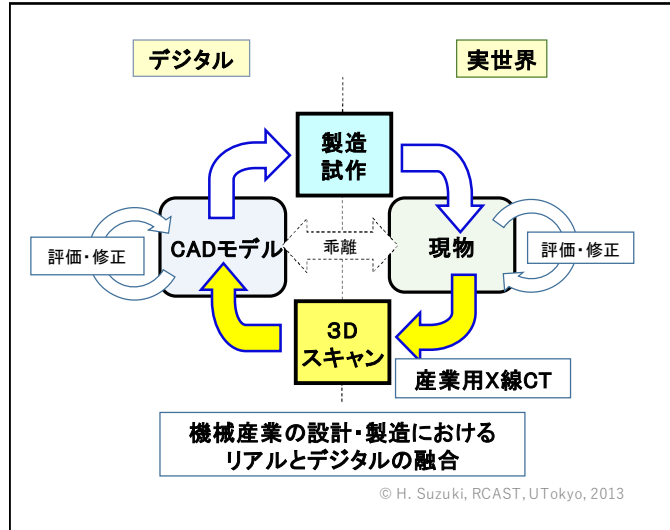 デジタル
実世界
製造
試作
CADモデル
乖離
現物
評価・修正
評価・修正
3D
スキャン
産業用X線CT
機械産業の設計・製造における
リアルとデジタルの融合
© H. Suzuki, RCAST, UTokyo, 2013